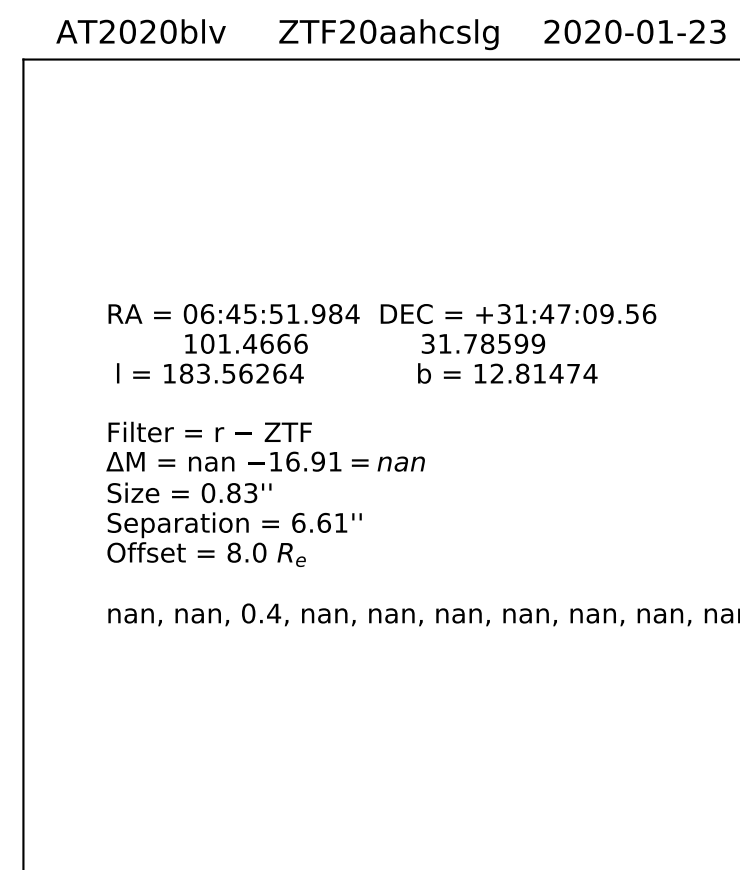 AT2020blv ZTF20aahcslg 2020-01-23
RA = 06:45:51.984 DEC = +31:47:09.56
101.4666 31.78599
l = 183.56264 b = 12.81474
Filter = r − ZTF
ΔM = nan −16.91 = nan
Size = 0.83''
Separation = 6.61''
Offset = 8.0 Rₑ
nan, nan, 0.4, nan, nan, nan, nan, nan, nan,